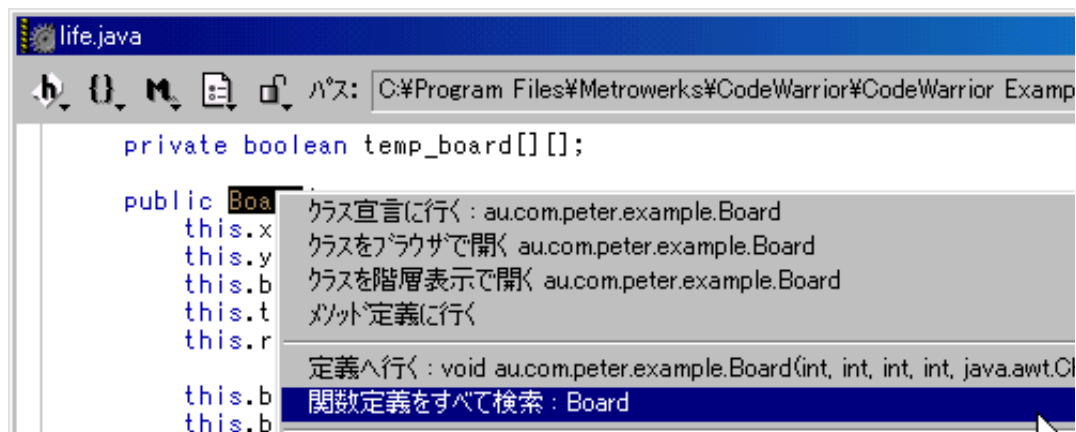 life.java
h {} M パス: C:¥Program Files¥Metrowerks¥CodeWarrior¥CodeWarrior Examp
private boolean temp_board[][];
public Boa
this.x
this.y
this.b
this.t
this.r
this.b
this.b
クラス宣言に行く : au.com.peter.example.Board
クラスをブラウザで開く au.com.peter.example.Board
クラスを階層表示で開く au.com.peter.example.Board
メソッド定義に行く
定義へ行く : void au.com.peter.example.Board(int, int, int, int, java.awt.C
関数定義をすべて検索 : Board